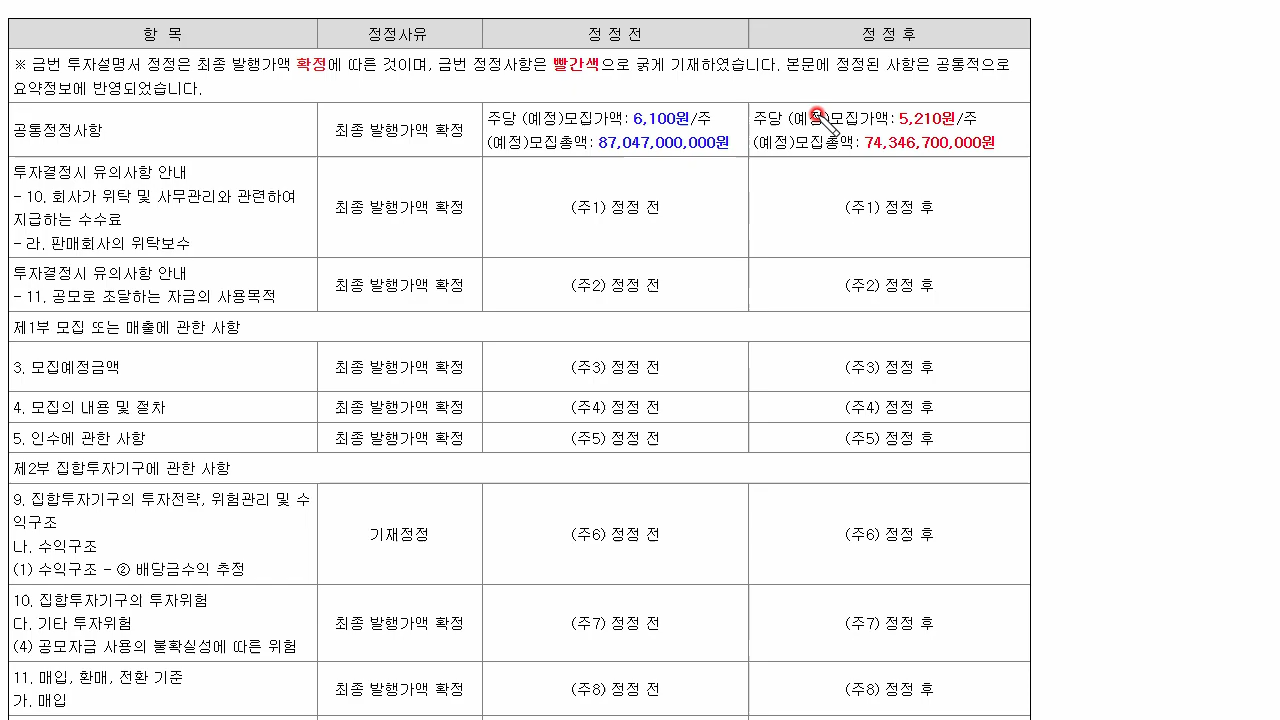 항 목 정정사유 정 정 전 정 정 후
※ 금번 투자설명서 정정은 최종 발행가액 확정에 따른 것이며, 금번 정정사항은 빨간색으로 굵게 기재하였습니다. 본문에 정정된 사항은 공통적으로
요약정보에 반영되었습니다.
공통정정사항 최종 발행가액 확정
주당 (예정)모집가액: 6,100원/주
(예정)모집총액: 87,047,000,000원
주당 (예정)모집가액: 5,210원/주
(예정)모집총액: 74,346,700,000원
투자결정시 유의사항 안내
- 10. 회사가 위탁 및 사무관리와 관련하여
지급하는 수수료
- 라. 판매회사의 위탁보수
최종 발행가액 확정 (주1) 정정 전 (주1) 정정 후
투자결정시 유의사항 안내
- 11. 공모로 조달하는 자금의 사용목적
최종 발행가액 확정 (주2) 정정 전 (주2) 정정 후
제1부 모집 또는 매출에 관한 사항
3. 모집예정금액 최종 발행가액 확정 (주3) 정정 전 (주3) 정정 후
4. 모집의 내용 및 절차 최종 발행가액 확정 (주4) 정정 전 (주4) 정정 후
5. 인수에 관한 사항 최종 발행가액 확정 (주5) 정정 전 (주5) 정정 후
제2부 집합투자기구에 관한 사항
9. 집합투자기구의 투자전략, 위험관리 및 수
익구조
나. 수익구조
(1) 수익구조 - ② 배당금수익 추정
기재정정 (주6) 정정 전 (주6) 정정 후
10. 집합투자기구의 투자위험
다. 기타 투자위험
(4) 공모자금 사용의 불확실성에 따른 위험
최종 발행가액 확정 (주7) 정정 전 (주7) 정정 후
11. 매입, 환매, 전환 기준
가. 매입
최종 발행가액 확정 (주8) 정정 전 (주8) 정정 후